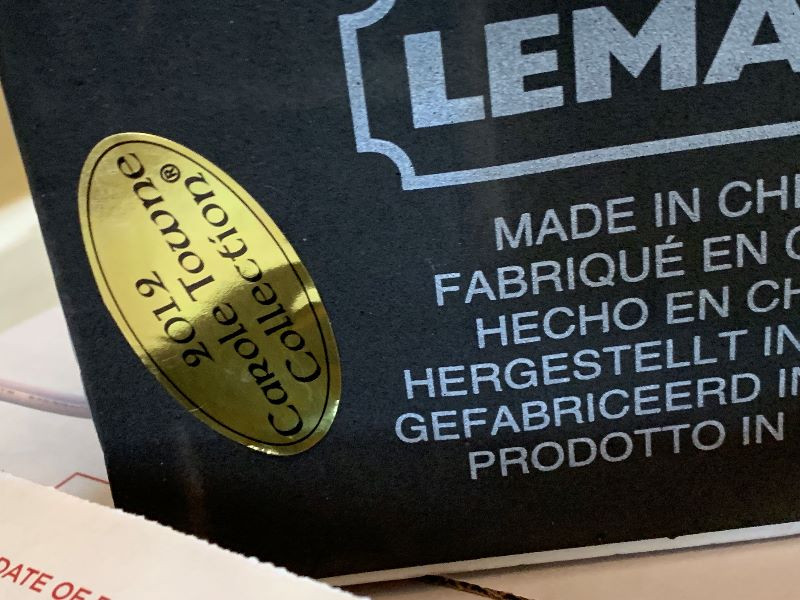 LEMA
MADE IN CHI
FABRIQUÉ EN C
HECHO EN CH
HERGESTELLT IN
GEFABRICEERD IN
PRODOTTO IN
2012
Carole Towne
Collection®
DATE OF